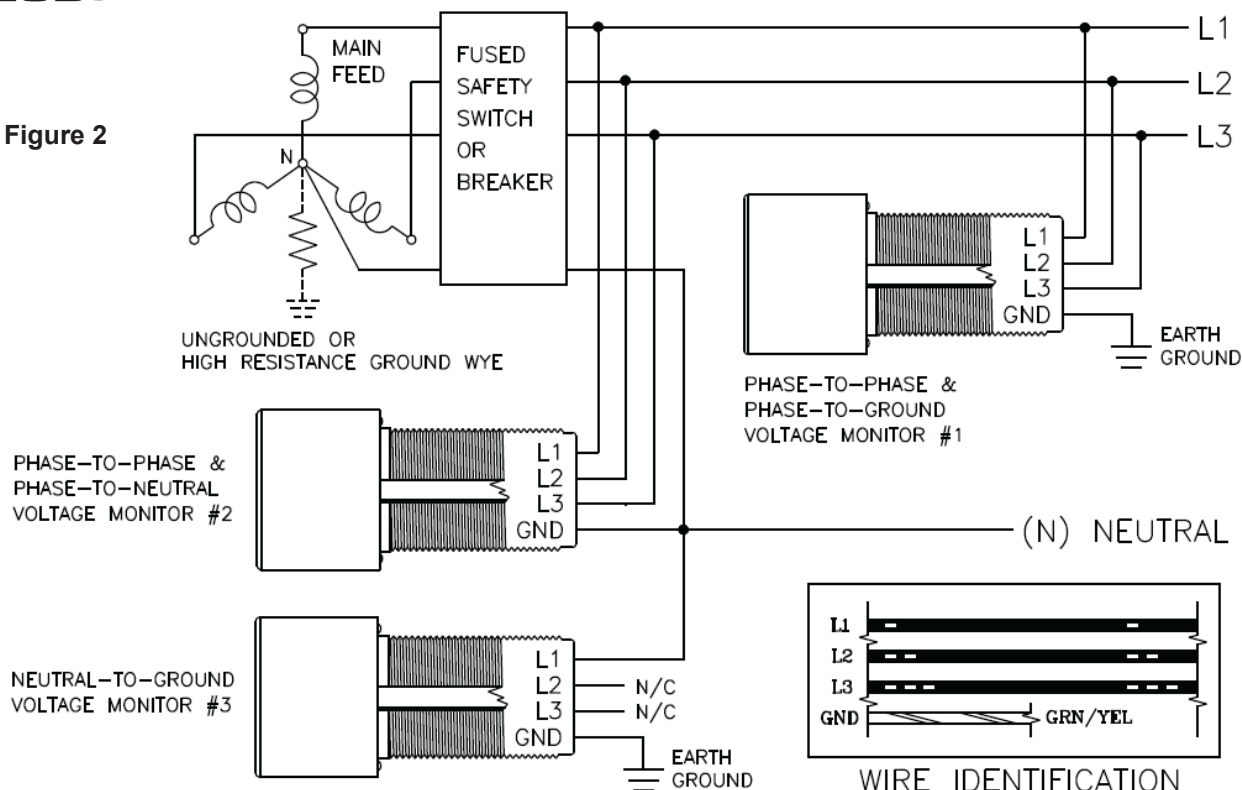 L1
MAIN
FEED
FUSED
SAFETY
SWITCH
OR
BREAKER
L2
Figure 2
L3
N
L1
L2
L3
GND
EARTH
GROUND
UNGROUNDED OR
HIGH RESISTANCE GROUND WYE
PHASE-TO-PHASE &
PHASE-TO-GROUND
VOLTAGE MONITOR #1
PHASE-TO-PHASE &
PHASE-TO-NEUTRAL
VOLTAGE MONITOR #2
L1
L2
L3
GND
(N) NEUTRAL
NEUTRAL-TO-GROUND
VOLTAGE MONITOR #3
L1
L2
N/C
L3
N/C
GND
EARTH
GROUND
L1
L2
L3
GND
GRN/YEL
WIRE IDENTIFICATION